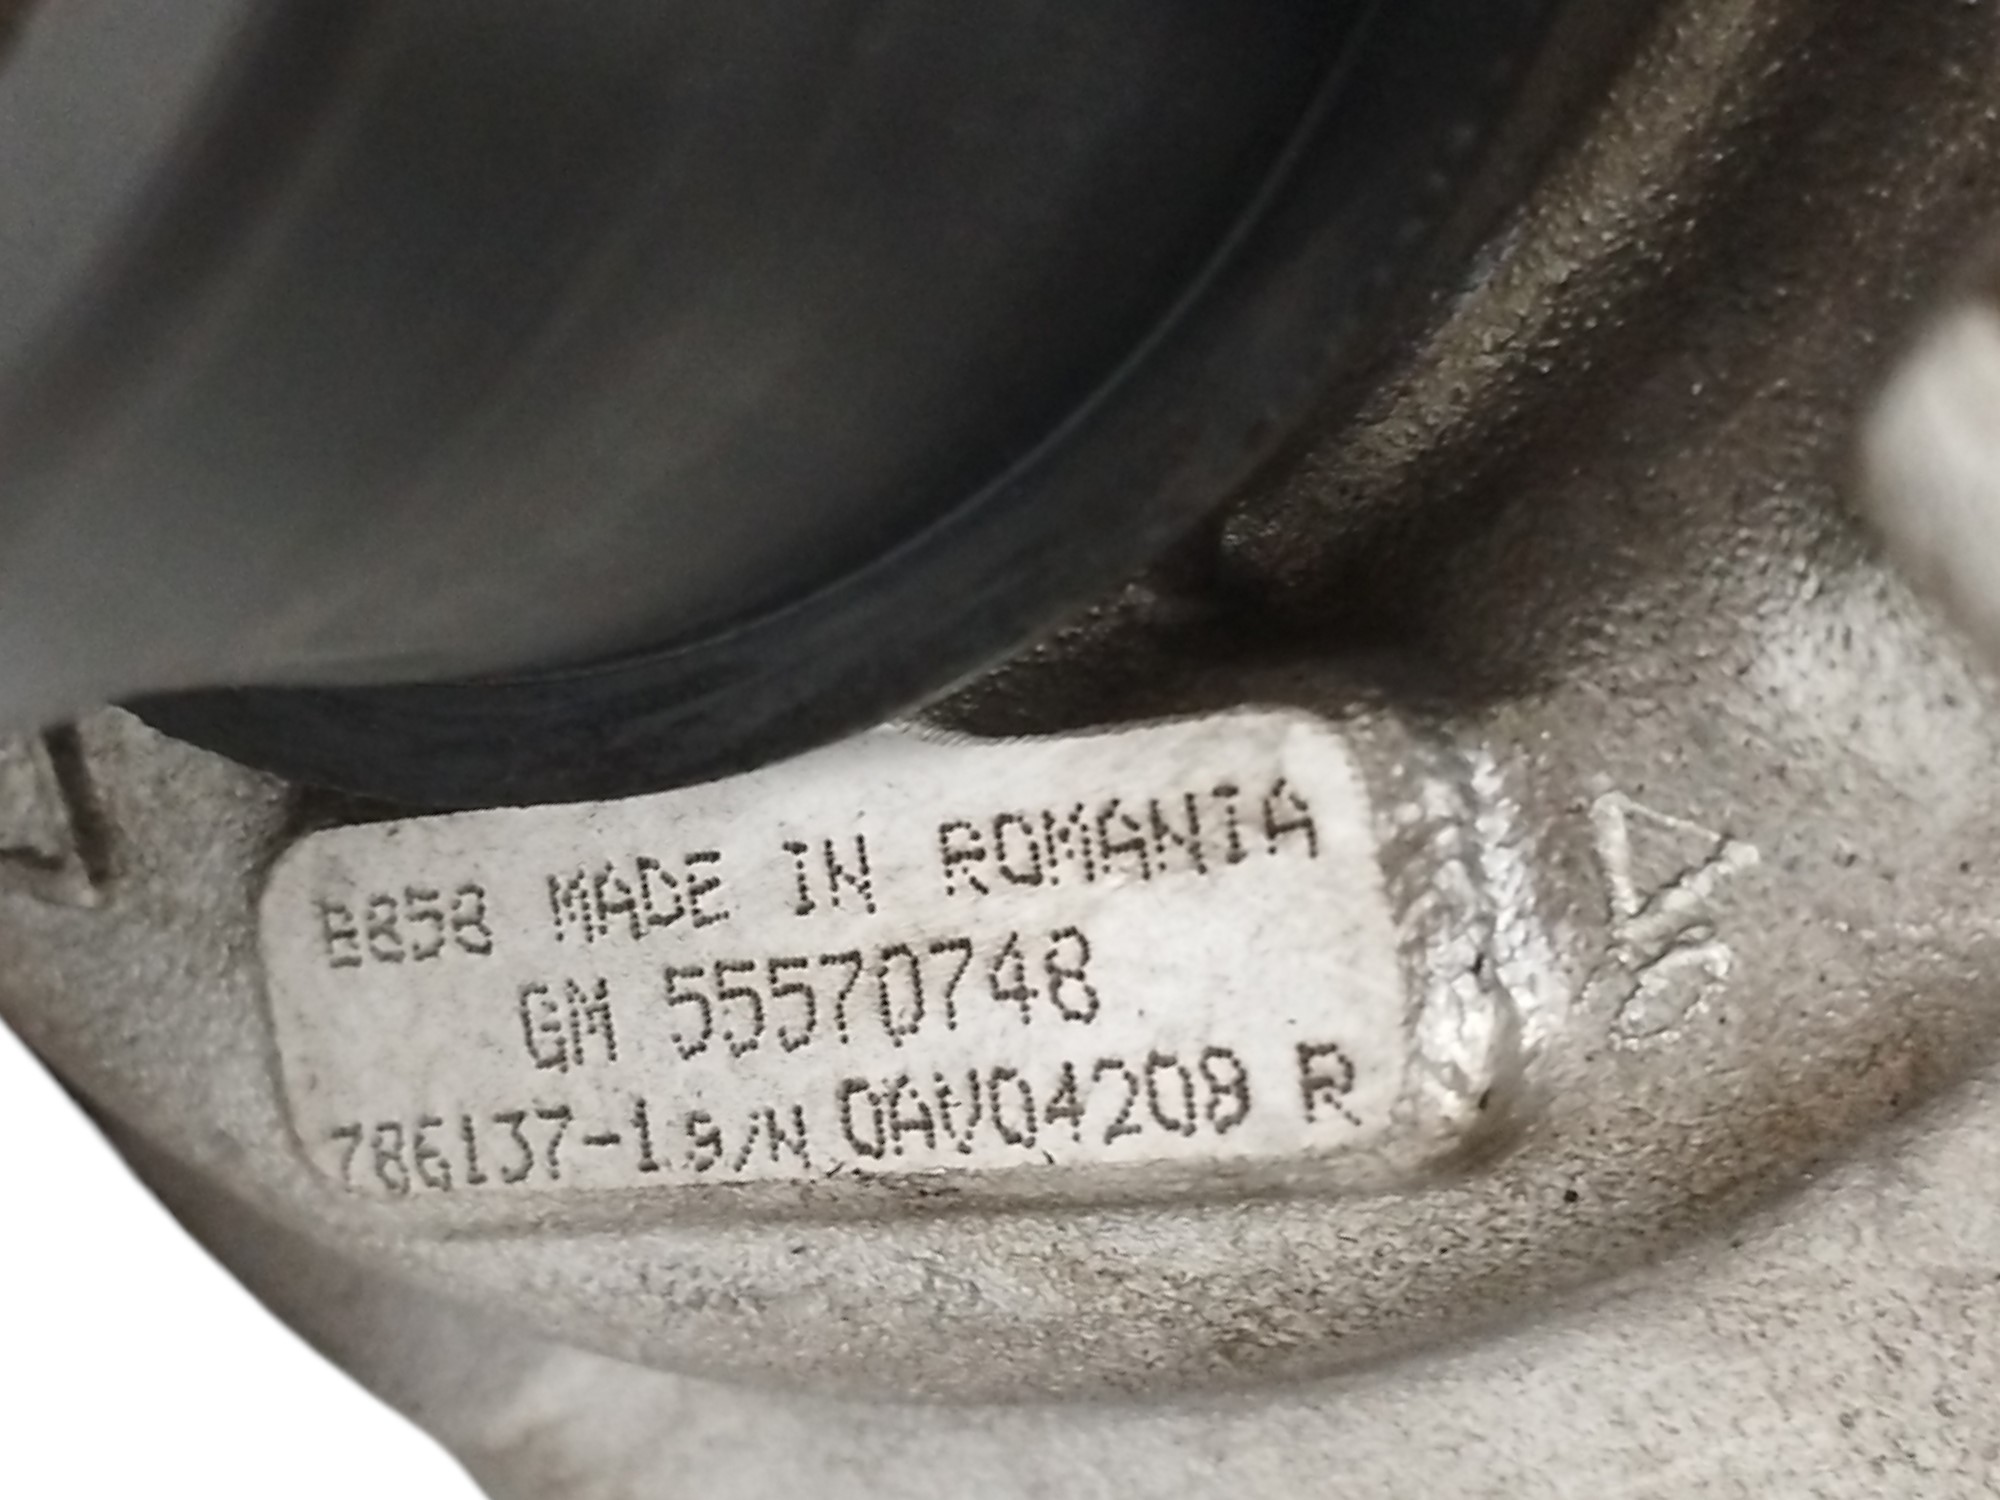 B858 MADE IN ROMANIA
GM 55570748
786137-1 S/N 0AV04208 R